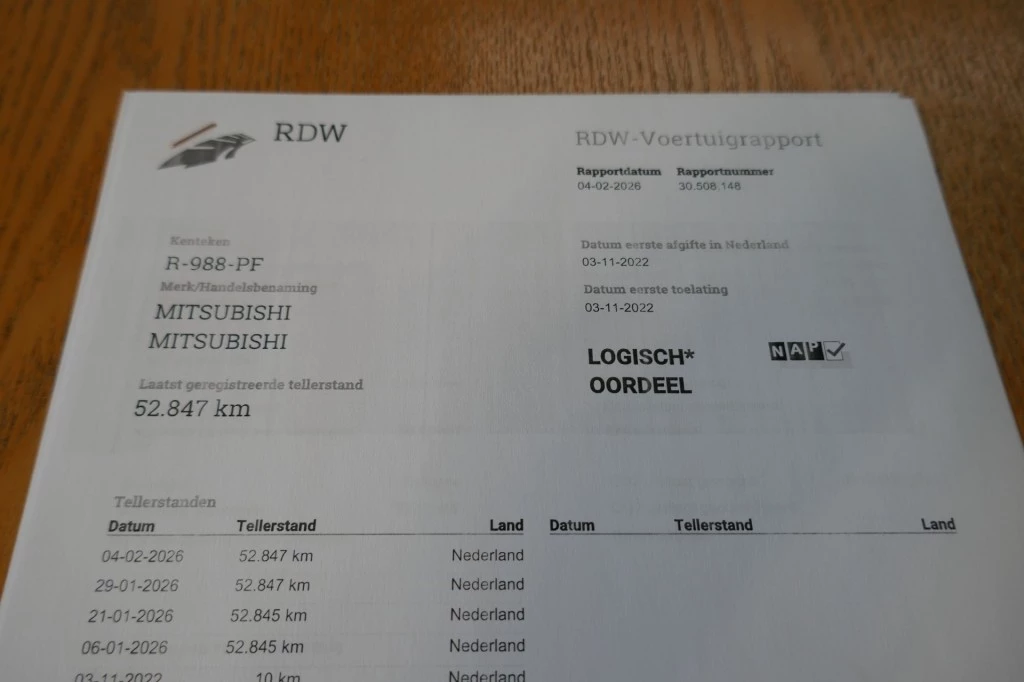 RDW
RDW-Voertuigrapport
Rapportdatum Rapportnummer
04-02-2026 30.508.148
Kenteken
R-988-PF
Merk/Handelsbenaming
MITSUBISHI
MITSUBISHI
Laatst geregistreerde tellerstand
52.847 km
Datum eerste afgifte in Nederland
03-11-2022
Datum eerste toelating
03-11-2022
LOGISCH*
OORDEEL
NAP
Tellerstanden
Datum Tellerstand Land Datum Tellerstand Land
04-02-2026 52.847 km Nederland
29-01-2026 52.847 km Nederland
21-01-2026 52.845 km Nederland
06-01-2026 52.845 km Nederland
03-11-2022 10 km Nederland